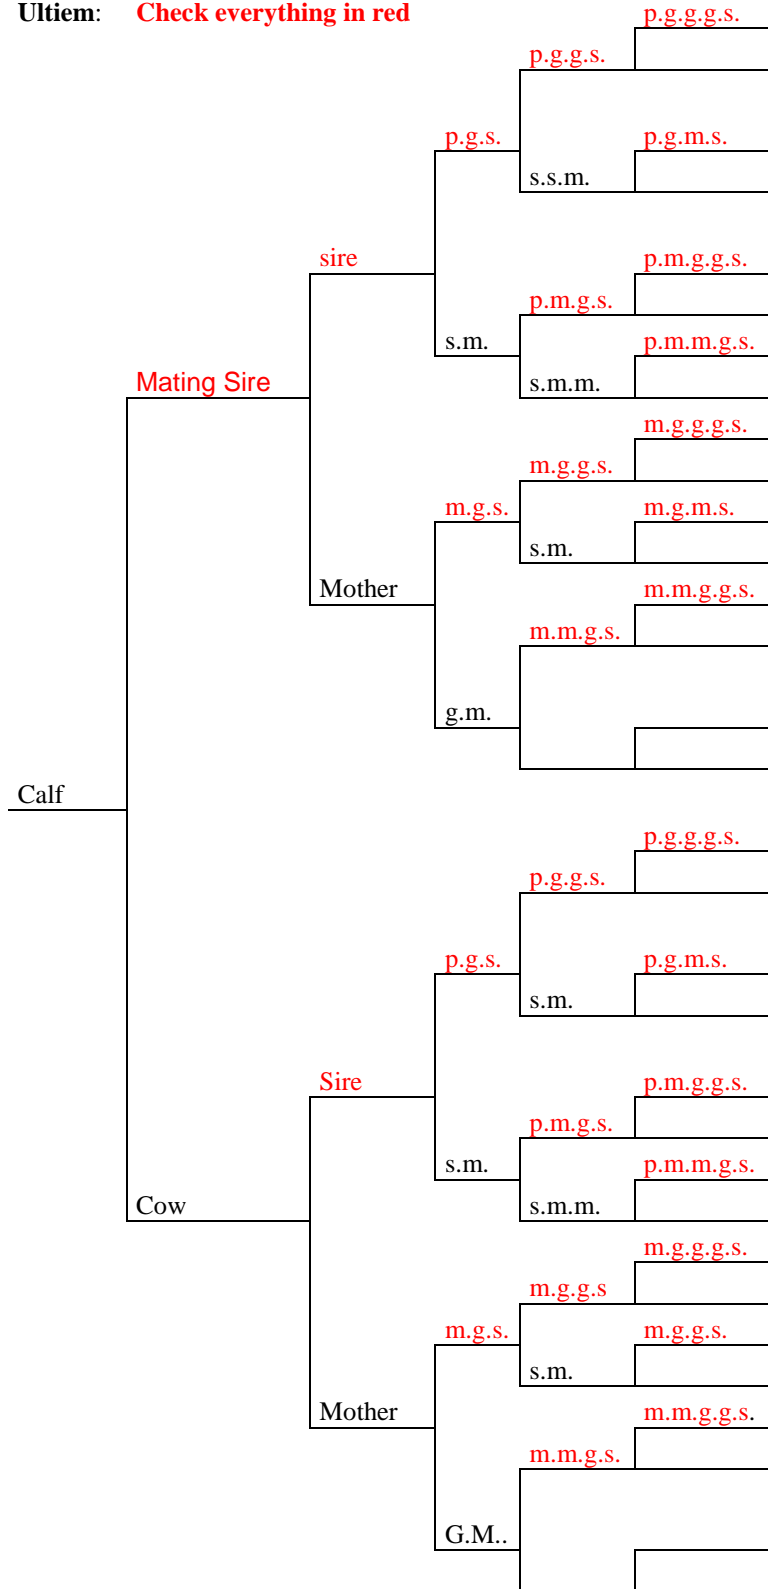 Ultiem: Check everything in red
p.g.g.g.s.
p.g.g.s.
p.g.s.
p.g.m.s.
s.s.m.
sire
p.m.g.g.s.
p.m.g.s.
s.m.
p.m.m.g.s.
s.m.m.
Mating Sire
m.g.g.g.s.
m.g.g.s.
m.g.s.
m.g.m.s.
s.m.
Mother
m.m.g.g.s.
m.m.g.s.
g.m.
Calf
p.g.g.g.s.
p.g.g.s.
p.g.s.
p.g.m.s.
s.m.
Sire
p.m.g.g.s.
p.m.g.s.
s.m.
p.m.m.g.s.
s.m.m.
Cow
m.g.g.g.s.
m.g.g.s
m.g.s.
m.g.g.s.
s.m.
Mother
m.m.g.g.s.
m.m.g.s.
G.M..